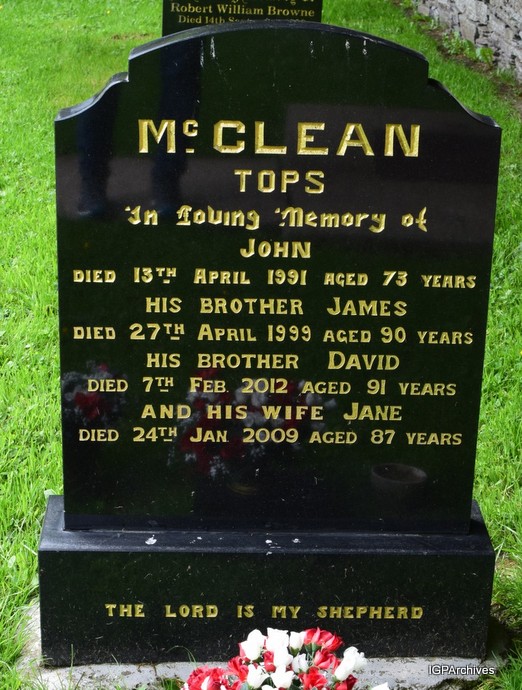 Robert William Browne
Died 14th
McCLEAN
TOPS
In Loving Memory of
JOHN
DIED 13TH APRIL 1991 AGED 73 YEARS
HIS BROTHER JAMES
DIED 27TH APRIL 1999 AGED 90 YEARS
HIS BROTHER DAVID
DIED 7TH FEB. 2012 AGED 91 YEARS
AND HIS WIFE JANE
DIED 24TH JAN. 2009 AGED 87 YEARS
THE LORD IS MY SHEPHERD
IGPArchives